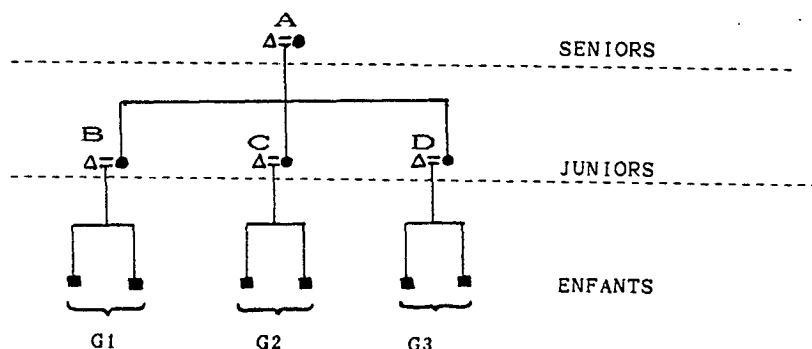 A
SENIORS
B C D
JUNIORS
ENFANTS
G1 G2 G3